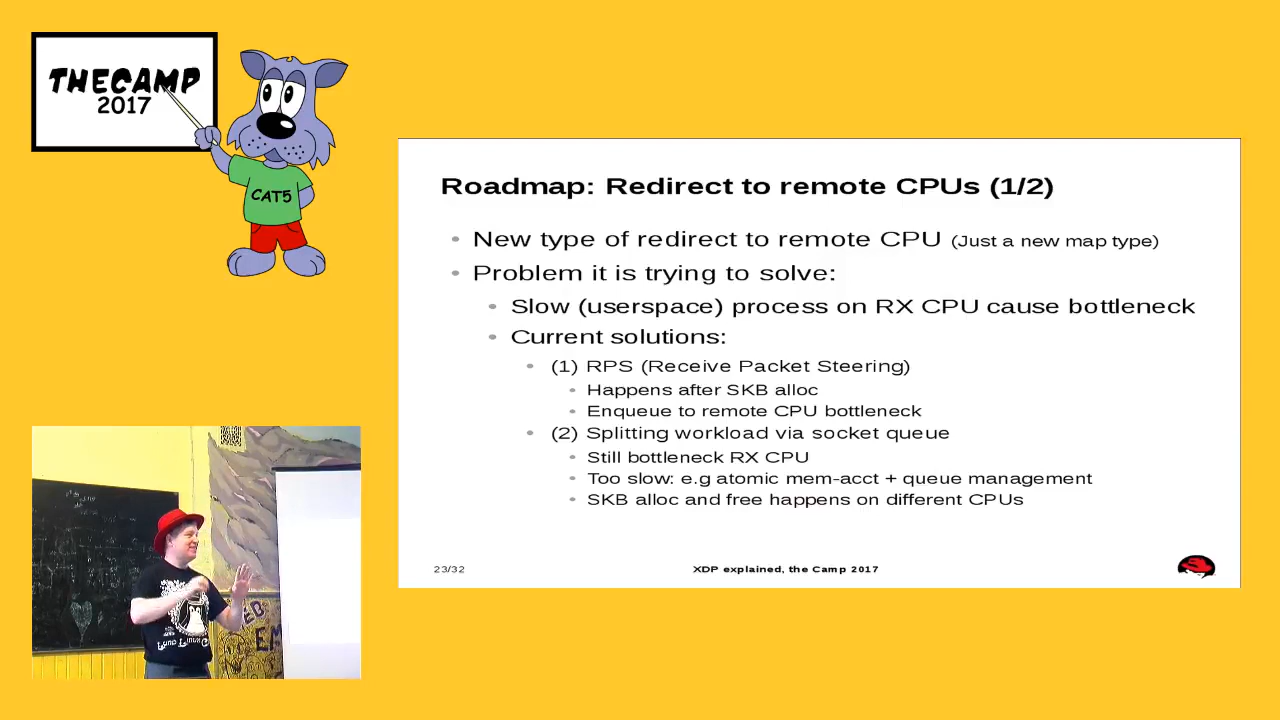 THECAMP
2017
CAT5
Roadmap: Redirect to remote CPUs (1/2)
• New type of redirect to remote CPU (Just a new map type)
• Problem it is trying to solve:
• Slow (userspace) process on RX CPU cause bottleneck
• Current solutions:
• (1) RPS (Receive Packet Steering)
• Happens after SKB alloc
• Enqueue to remote CPU bottleneck
• (2) Splitting workload via socket queue
• Still bottleneck RX CPU
• Too slow: e.g atomic mem-acct + queue management
• SKB alloc and free happens on different CPUs
23/32
XDP explained, the Camp 2017